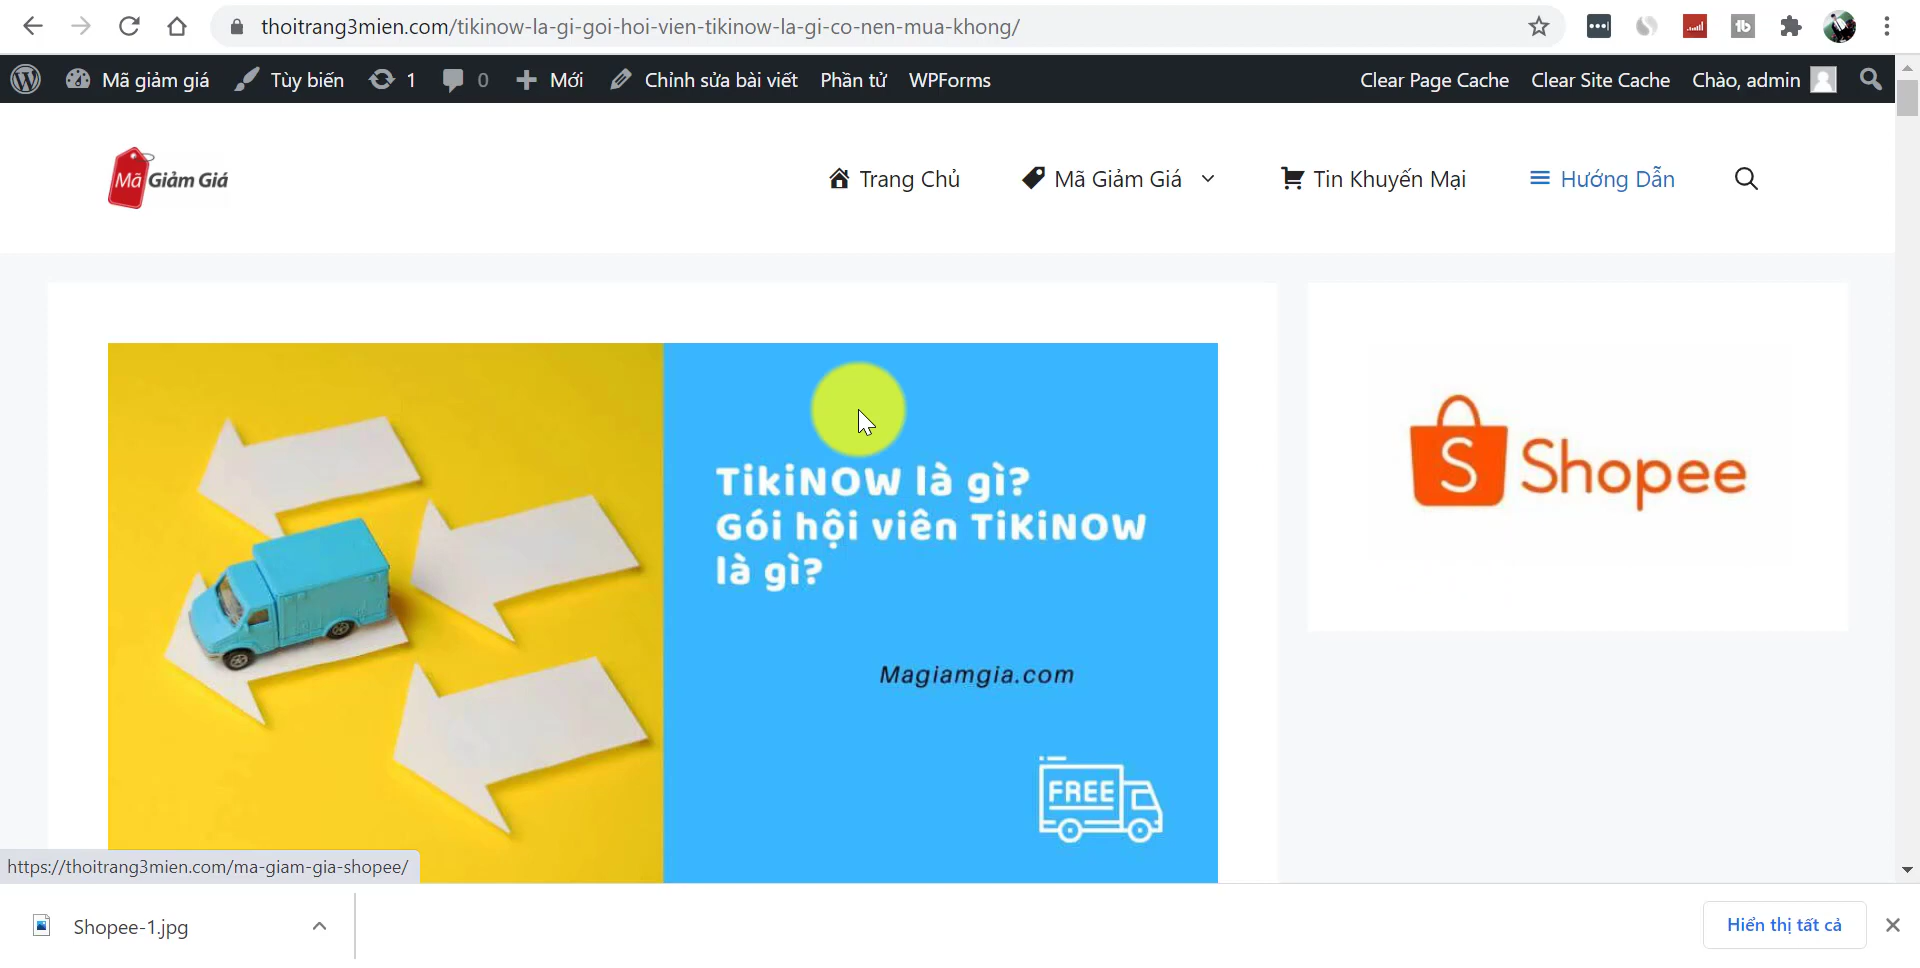 thoitrang3mien.com/tikinow-la-gi-goi-hoi-vien-tikinow-la-gi-co-nen-mua-khong/
Mã giảm giá Tùy biến 1 0 Mới Chỉnh sửa bài viết Phần tử WPForms Clear Page Cache Clear Site Cache Chào, admin
Mã Giảm Giá
Trang Chủ Mã Giảm Giá Tin Khuyến Mại Hướng Dẫn
TikiNOW là gì?
Gói hội viên TiKiNOW
là gì?
Magiamgia.com
FREE
S Shopee
https://thoitrang3mien.com/ma-giam-gia-shopee/
Shopee-1.jpg
Hiển thị tất cả